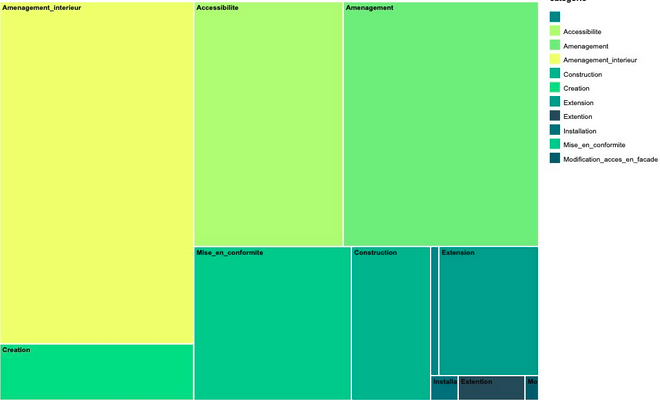 Amenagement_interieur
Accessibilite
Amenagement
Creation
Mise_en_conformite
Construction
Extension
Installa
Extention
Mo
Accessibilite
Amenagement
Amenagement_interieur
Construction
Creation
Extension
Extention
Installation
Mise_en_conformite
Modification_acces_en_facade